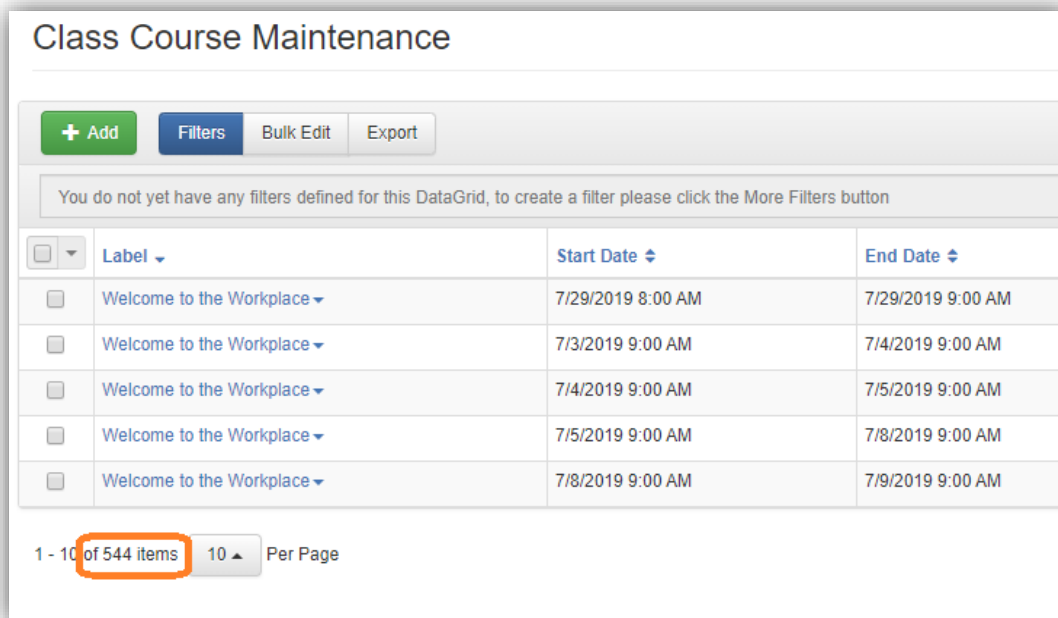 Class Course Maintenance
Add Filters Bulk Edit Export
You do not yet have any filters defined for this DataGrid, to create a filter please click the More Filters button
Label Start Date End Date
Welcome to the Workplace 7/29/2019 8:00 AM 7/29/2019 9:00 AM
Welcome to the Workplace 7/3/2019 9:00 AM 7/4/2019 9:00 AM
Welcome to the Workplace 7/4/2019 9:00 AM 7/5/2019 9:00 AM
Welcome to the Workplace 7/5/2019 9:00 AM 7/8/2019 9:00 AM
Welcome to the Workplace 7/8/2019 9:00 AM 7/9/2019 9:00 AM
1 - 10 of 544 items 10 Per Page